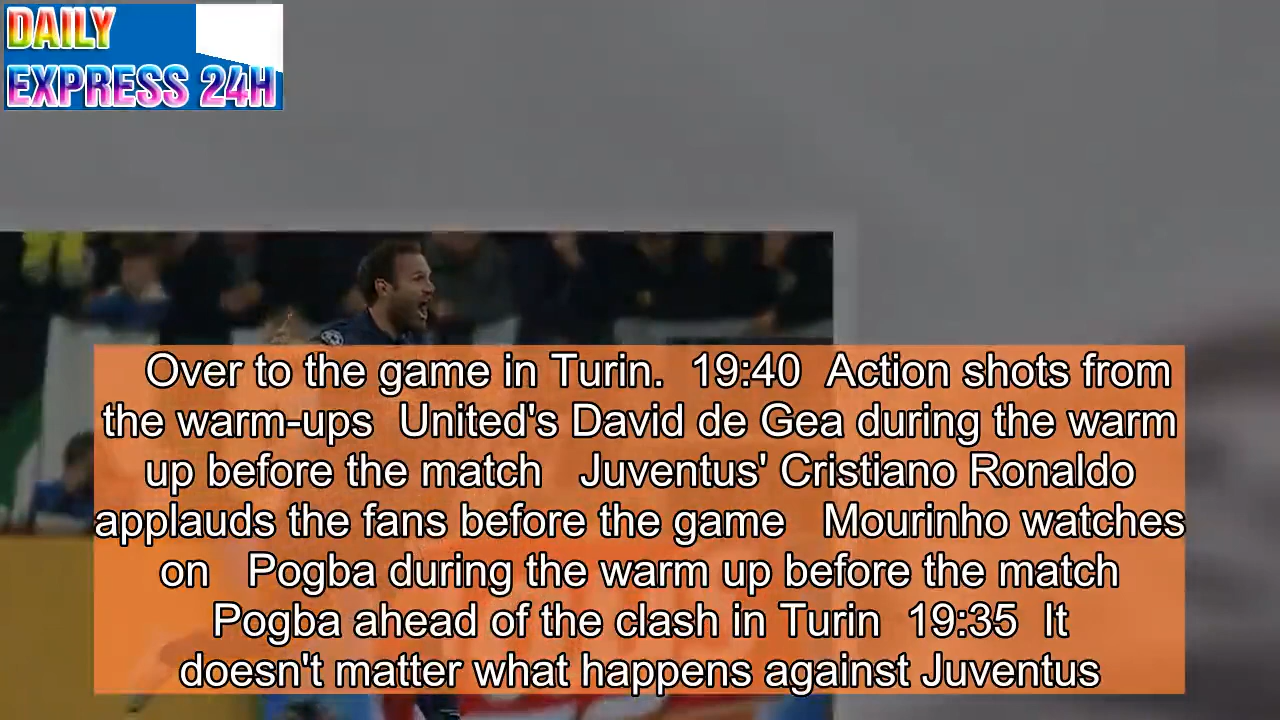 DAILY
EXPRESS 24H
Over to the game in Turin. 19:40 Action shots from
the warm-ups United's David de Gea during the warm
up before the match Juventus' Cristiano Ronaldo
applauds the fans before the game Mourinho watches
on Pogba during the warm up before the match
Pogba ahead of the clash in Turin 19:35 It
doesn't matter what happens against Juventus